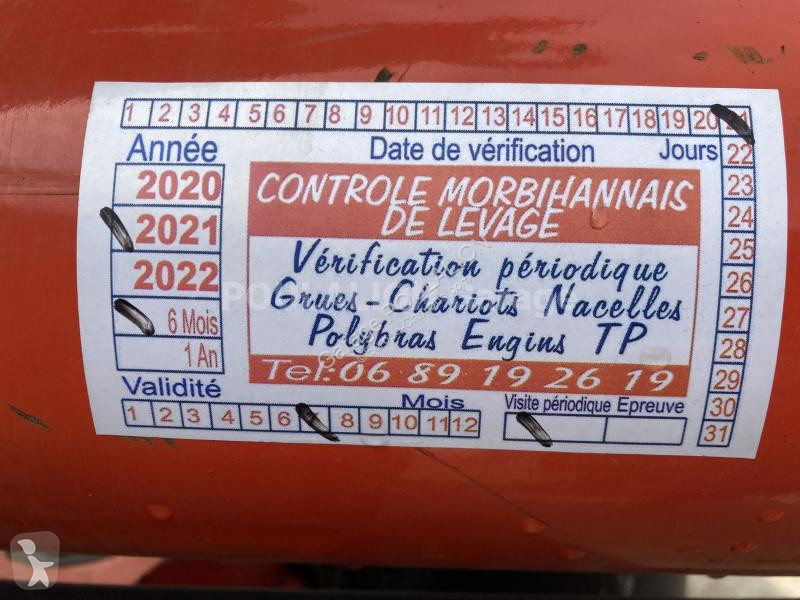 1 2 3 4 5 6 7 8 9 10 11 12 13 14 15 16 17 18 19 20 21
Année Date de vérification Jours 22
2020 CONTROLE MORBIHANNAIS 23
2021 DE LEVAGE 24
25
2022 Vérification périodique 26
Grues - Chariots Nacelles 27
6 Mois Polybras Engins TP 28
1 An Tel:06 89 19 26 19 29
Validité Mois Visite périodique Epreuve 30
1 2 3 4 5 6 7 8 9 10 11 12 31